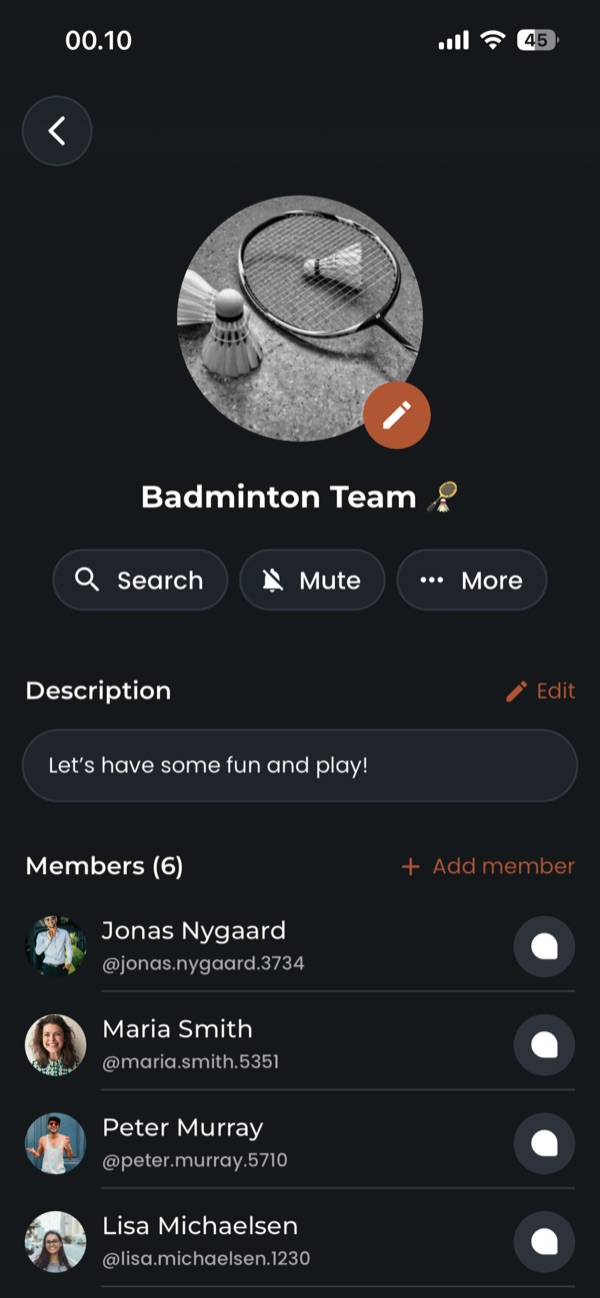 00.10
45
Badminton Team 🏸
Search
Mute
More
Description
Edit
Let’s have some fun and play!
Members (6)
+ Add member
Jonas Nygaard
@jonas.nygaard.3734
Maria Smith
@maria.smith.5351
Peter Murray
@peter.murray.5710
Lisa Michaelsen
@lisa.michaelsen.1230